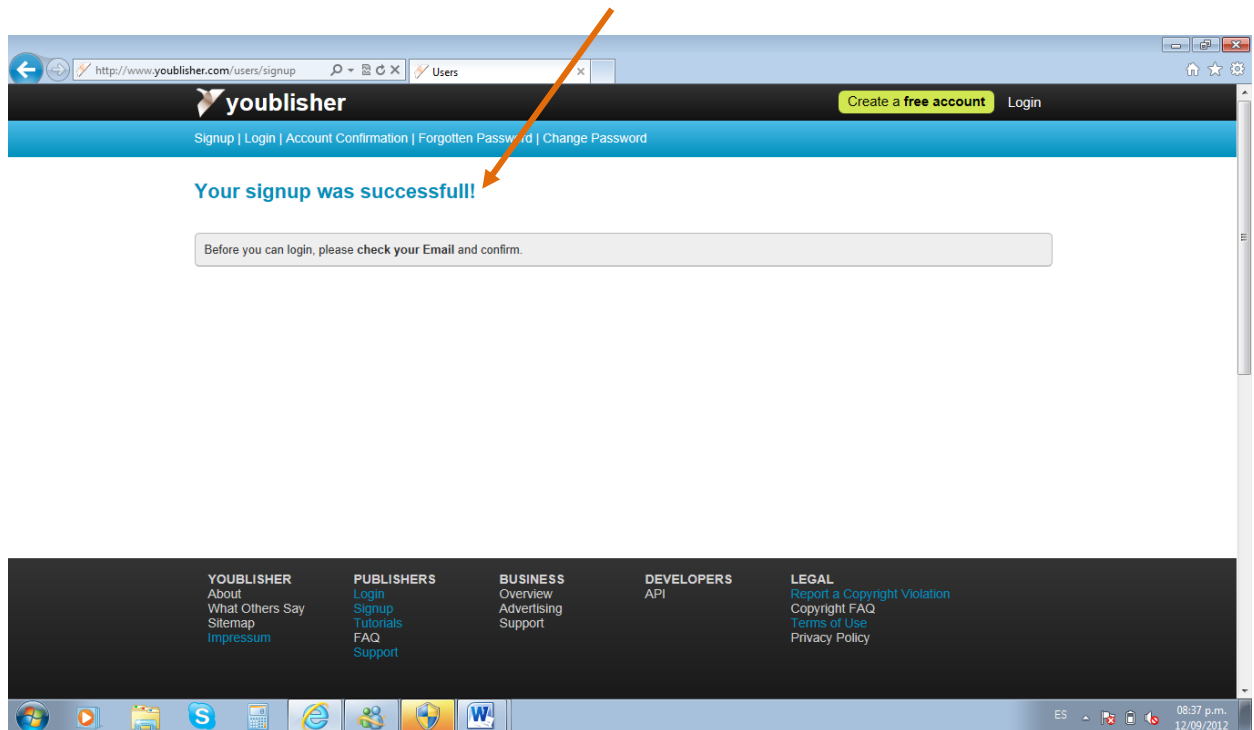 http://www.youblisher.com/users/signup
Users
youblisher
Create a free account
Login
Signup | Login | Account Confirmation | Forgotten Password | Change Password
Your signup was successfull!
Before you can login, please check your Email and confirm.
YOUBLISHER
About
What Others Say
Sitemap
Impressum
PUBLISHERS
Login
Signup
Tutorials
FAQ
Support
BUSINESS
Overview
Advertising
Support
DEVELOPERS
API
LEGAL
Report a Copyright Violation
Copyright FAQ
Terms of Use
Privacy Policy
ES
08:37 p.m.
12/09/2012